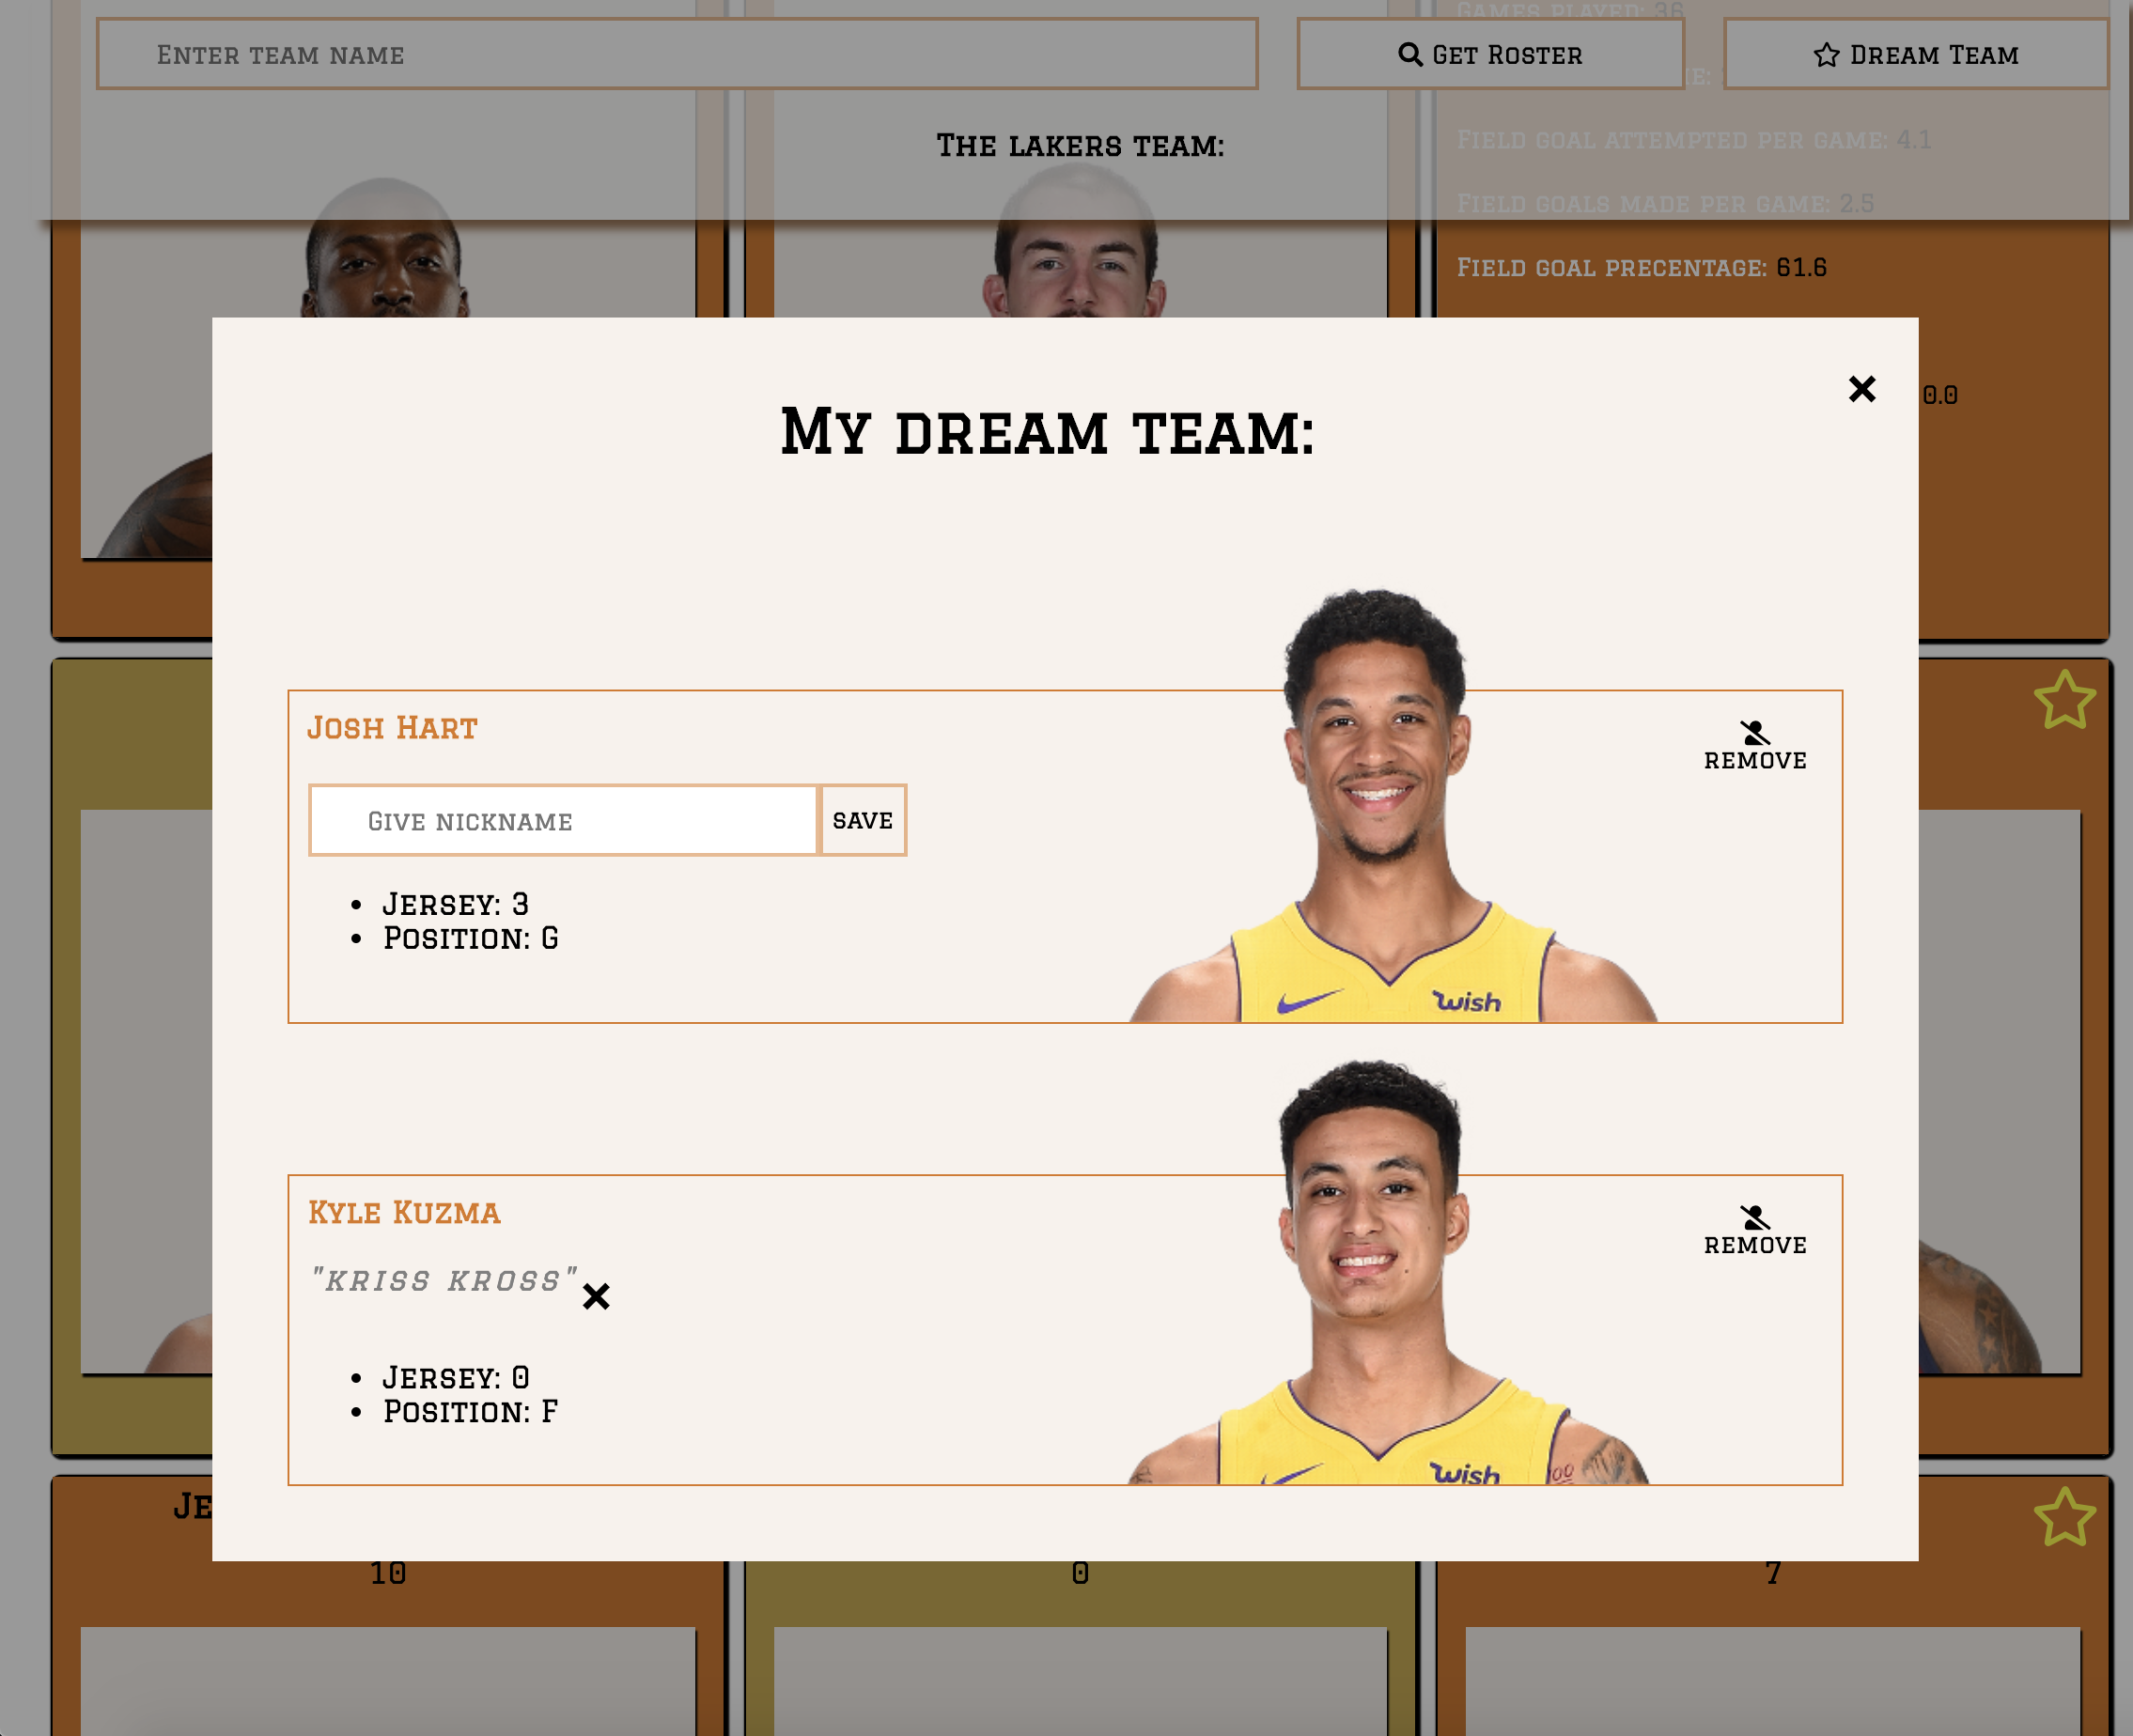 Games played: 36
Enter team name
Get Roster
Dream Team
The lakers team:
Field goal attempted per game: 4.1
Field goals made per game: 2.5
Field goal precentage: 61.6
0.0
My dream team:
Josh Hart
remove
Give nickname
save
Jersey: 3
Position: G
wish
Kyle Kuzma
remove
"kriss kross"
Jersey: 0
Position: F
wish
10
0
7